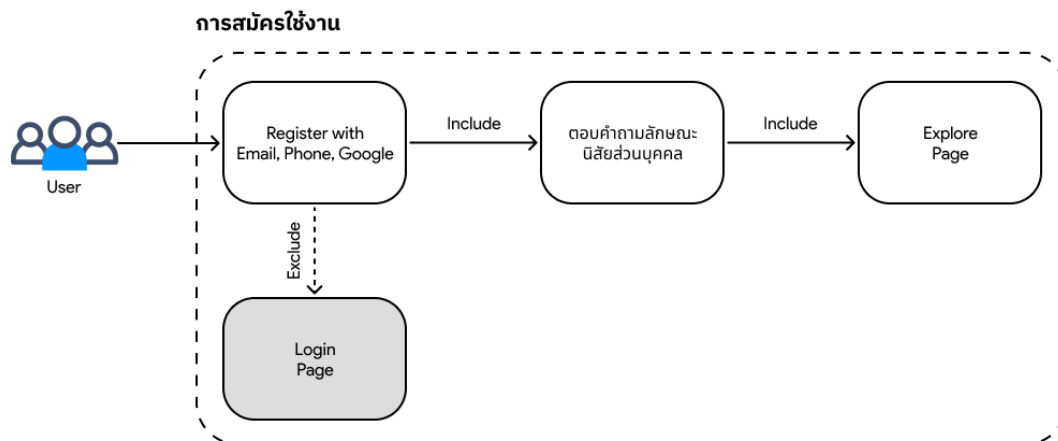 การสมัครใช้งาน
User
Register with
Email, Phone, Google
Include
ตอบคำถามลักษณะ
นิสัยส่วนบุคคล
Include
Explore
Page
Exclude
Login
Page